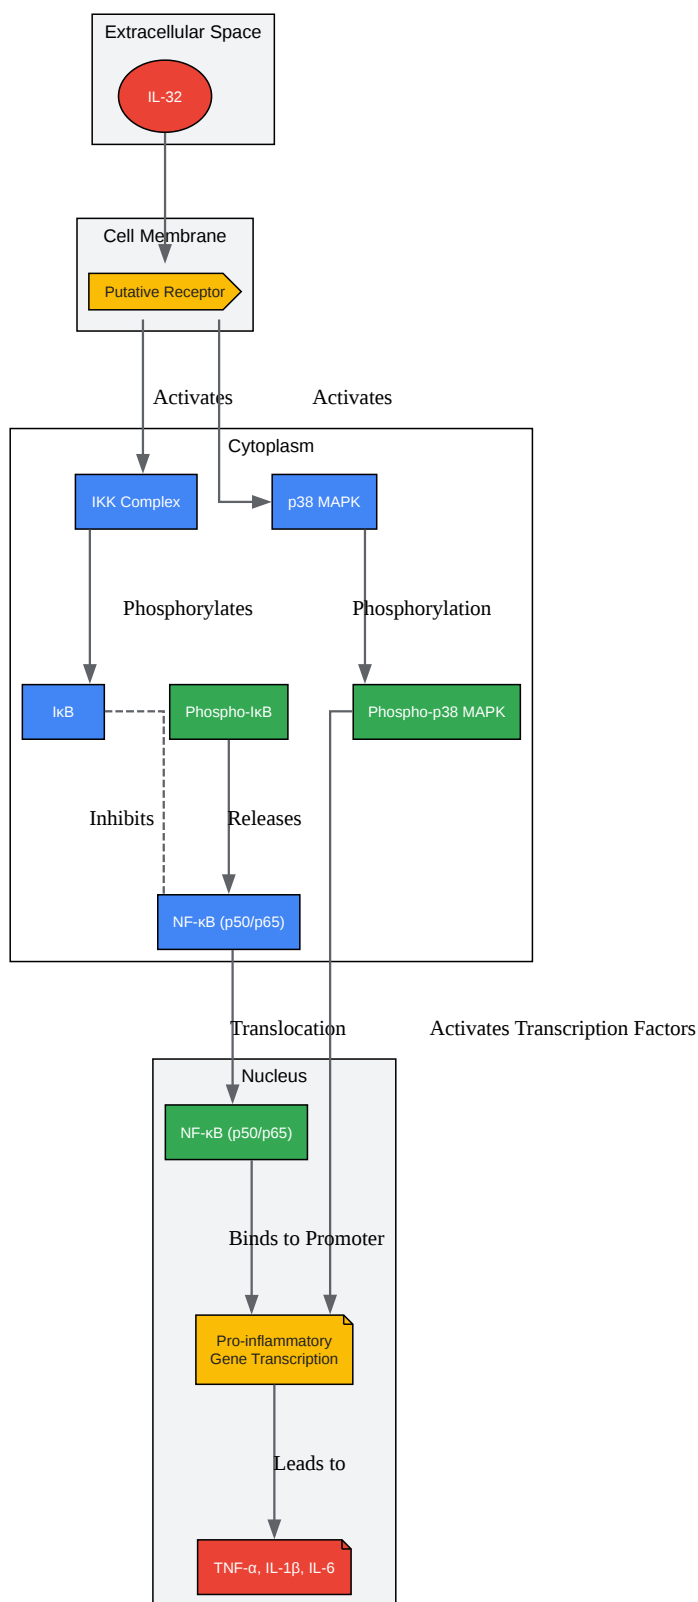 Extracellular Space
IL-32
Cell Membrane
Putative Receptor
Activates
Activates
Cytoplasm
IKK Complex
p38 MAPK
Phosphorylates
Phosphorylation
IκB
Phospho-IκB
Phospho-p38 MAPK
Inhibits
Releases
NF-κB (p50/p65)
Translocation
Activates Transcription Factors
Nucleus
NF-κB (p50/p65)
Binds to Promoter
Pro-inflammatory
Gene Transcription
Leads to
TNF-α, IL-1β, IL-6